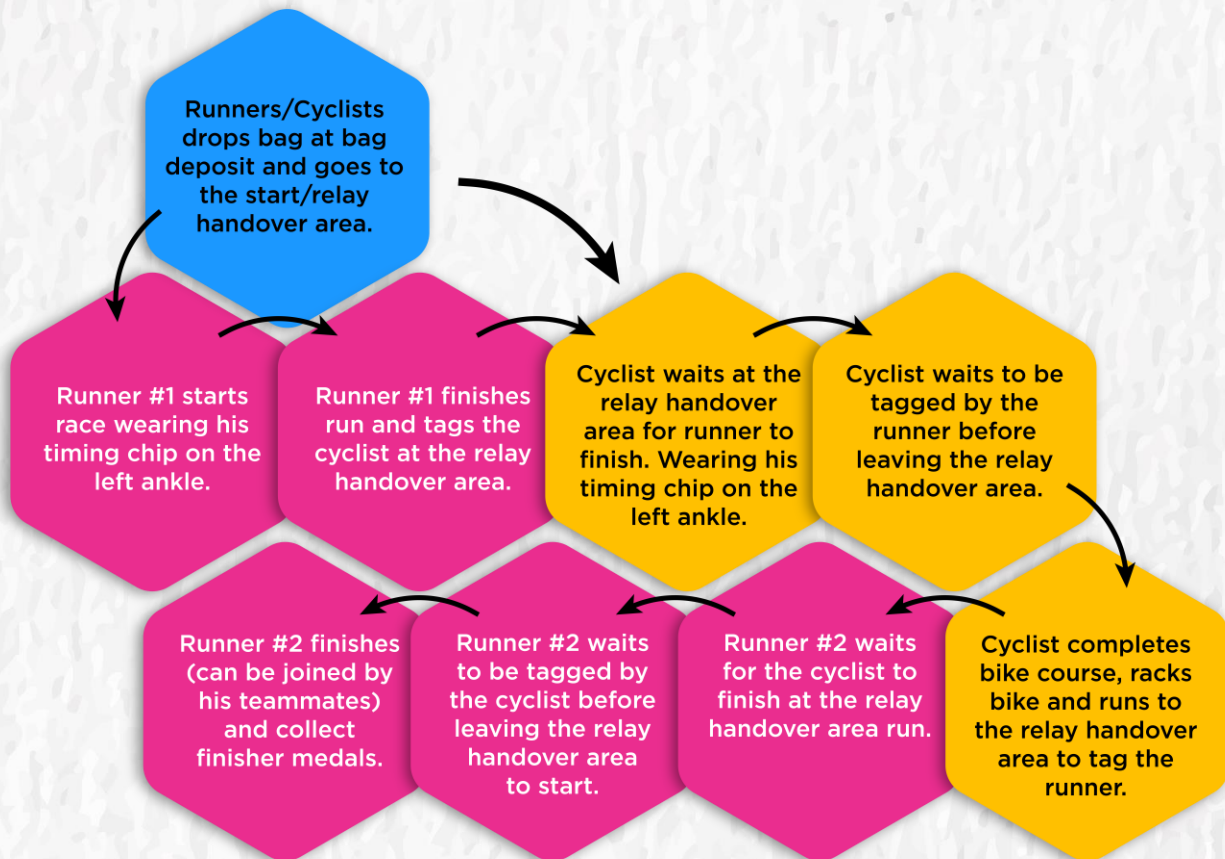 Runners/Cyclists
drops bag at bag
deposit and goes to
the start/relay
handover area.
Runner #1 starts
race wearing his
timing chip on the
left ankle.
Runner #1 finishes
run and tags the
cyclist at the relay
handover area.
Cyclist waits at the
relay handover
area for runner to
finish. Wearing his
timing chip on the
left ankle.
Cyclist waits to be
tagged by the
runner before
leaving the relay
handover area.
Cyclist completes
bike course, racks
bike and runs to
the relay handover
area to tag the
runner.
Runner #2 waits
for the cyclist to
finish at the relay
handover area run.
Runner #2 waits
to be tagged by
the cyclist before
leaving the relay
handover area
to start.
Runner #2 finishes
(can be joined by
his teammates)
and collect
finisher medals.